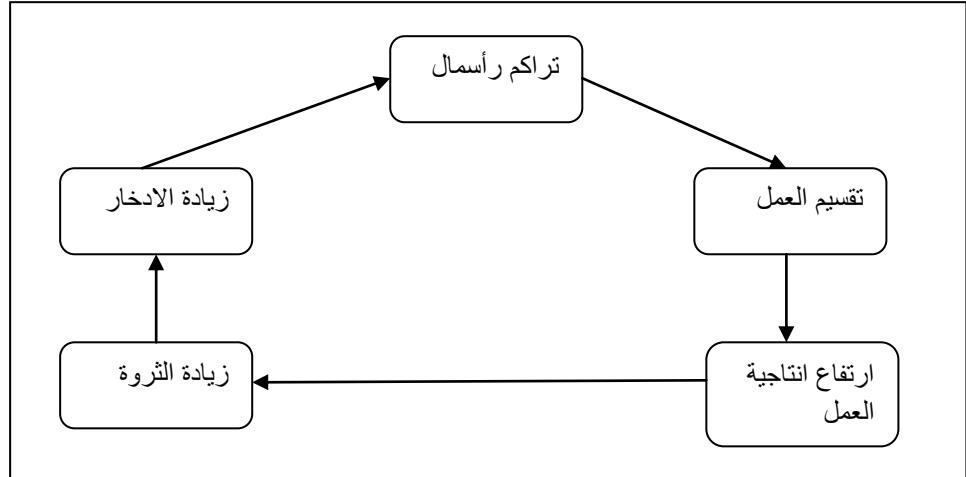 تراكم رأسمال
تقسيم العمل
زيادة الادخار
ارتفاع انتاجية
العمل
زيادة الثروة